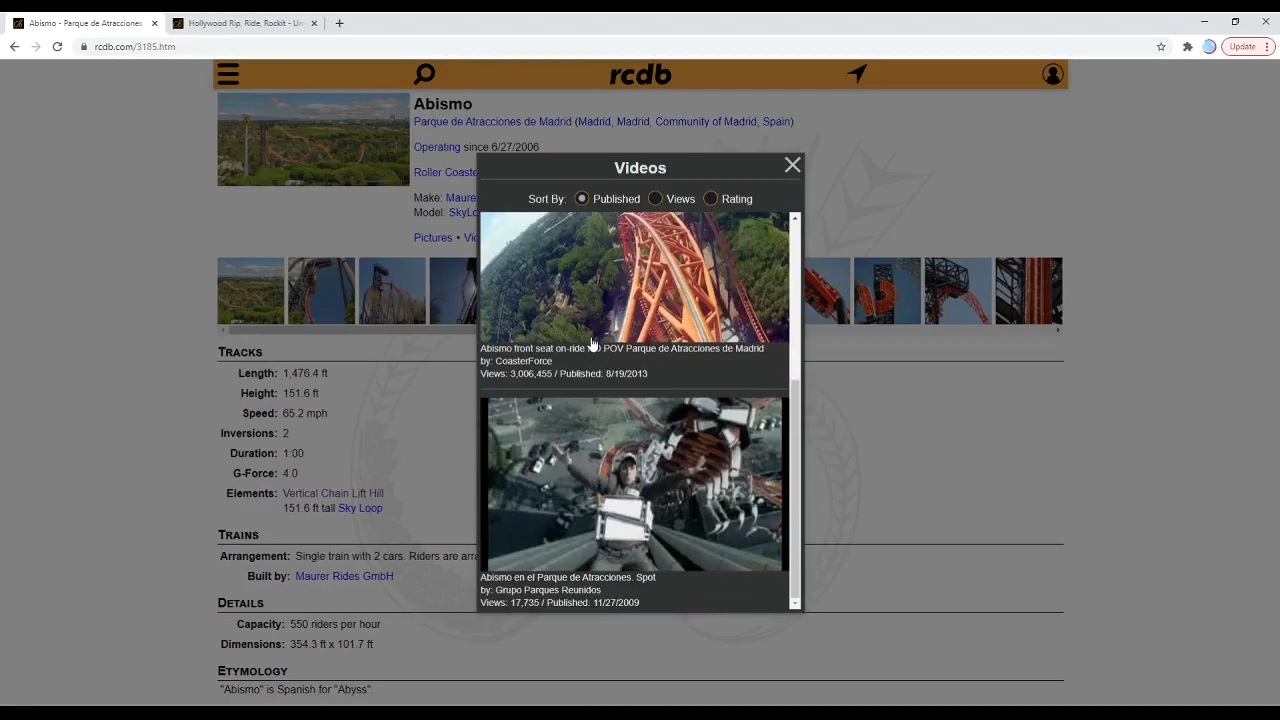 Abismo - Parque de Atracciones
Hollywood Rip, Ride, Rockit - Un
rcdb.com/3185.htm
Update
rcdb
Abismo
Parque de Atracciones de Madrid (Madrid, Madrid, Community of Madrid, Spain)
Operating since 6/27/2006
Roller Coaste
Make: Maure
Model: SkyLo
Pictures •
Videos
Sort By: Published Views Rating
Abismo front seat on-ride POV Parque de Atracciones de Madrid
by: CoasterForce
Views: 3,006,455 / Published: 8/19/2013
Abismo en el Parque de Atracciones. Spot
by: Grupo Parques Reunidos
Views: 17,735 / Published: 11/27/2009
Tracks
Length: 1,476.4 ft
Height: 151.6 ft
Speed: 65.2 mph
Inversions: 2
Duration: 1:00
G-Force: 4.0
Elements: Vertical Chain Lift Hill
151.6 ft tall Sky Loop
Trains
Arrangement: Single train with 2 cars. Riders are arra
Built by: Maurer Rides GmbH
Details
Capacity: 550 riders per hour
Dimensions: 354.3 ft x 101.7 ft
Etymology
"Abismo" is Spanish for "Abyss".